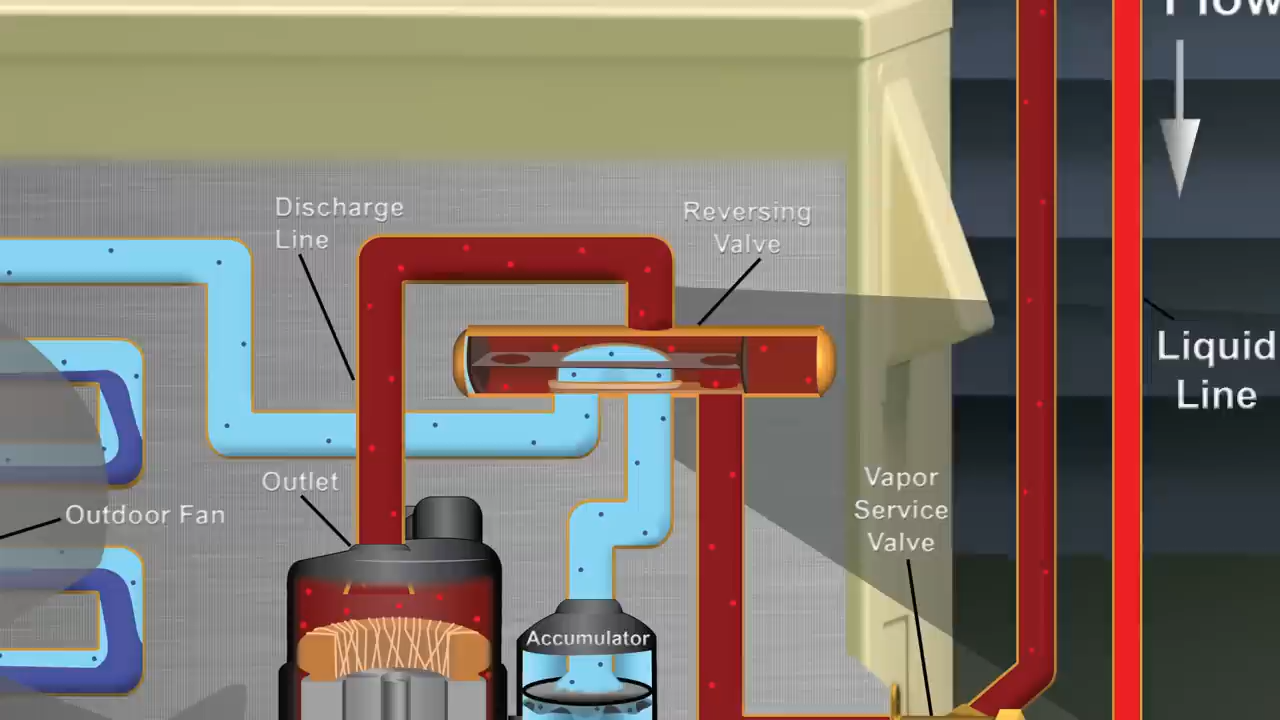 Flow
Discharge
Line
Reversing
Valve
Liquid
Line
Outlet
Vapor
Service
Valve
Outdoor Fan
Accumulator